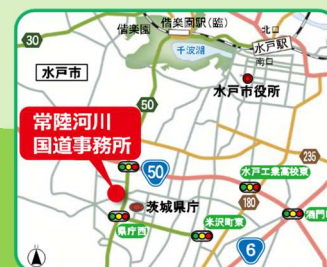 偕楽園
偕楽園駅(臨)
北口
水戸駅
南口
千波湖
30
水戸市
50
水戸市役所
常陸河川
国道事務所
50
水戸工業高校東
235
180
茨城県庁
県庁西
米沢町東
酒門
6